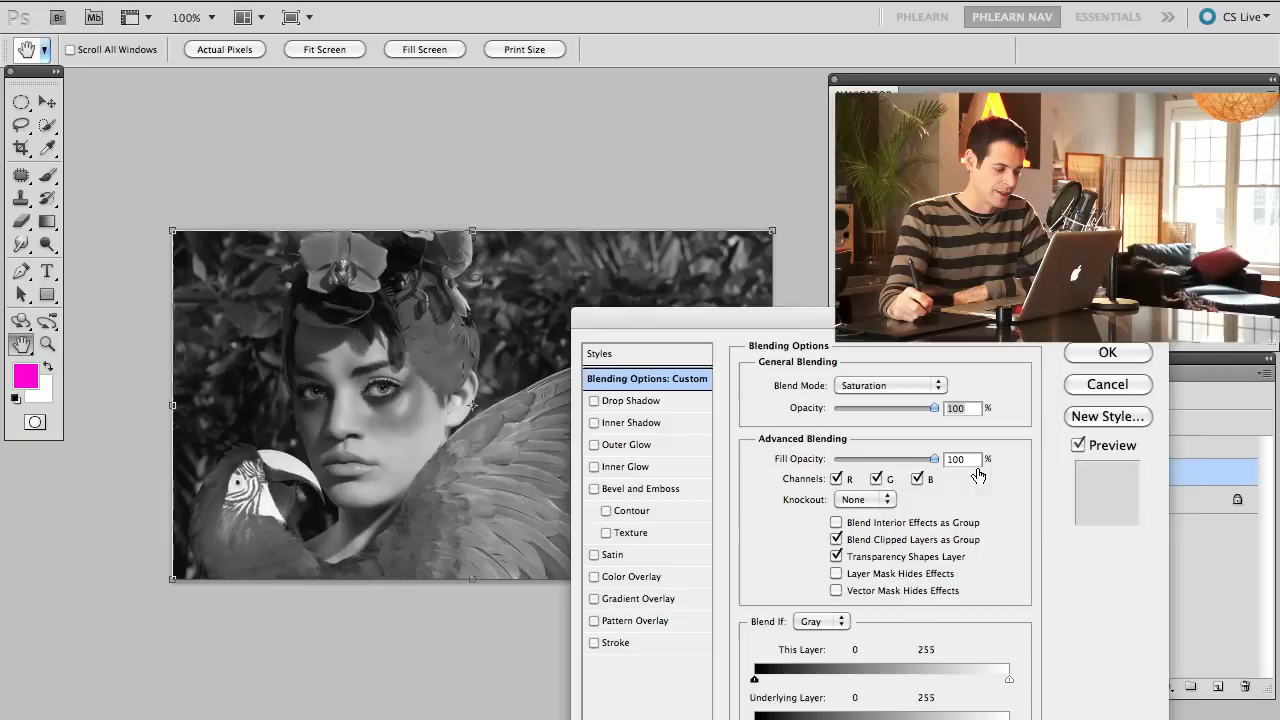 Ps Br Mb 100% PHLEARN PHLEARN NAV ESSENTIALS CS Live
Scroll All Windows Actual Pixels Fit Screen Fill Screen Print Size
Styles
Blending Options: Custom
Drop Shadow
Inner Shadow
Outer Glow
Inner Glow
Bevel and Emboss
Contour
Texture
Satin
Color Overlay
Gradient Overlay
Pattern Overlay
Stroke
Blending Options
General Blending
Blend Mode: Saturation
Opacity: 100 %
Advanced Blending
Fill Opacity: 100 %
Channels: R G B
Knockout: None
Blend Interior Effects as Group
Blend Clipped Layers as Group
Transparency Shapes Layer
Layer Mask Hides Effects
Vector Mask Hides Effects
Blend If: Gray
This Layer: 0 255
Underlying Layer: 0 255
OK
Cancel
New Style...
Preview